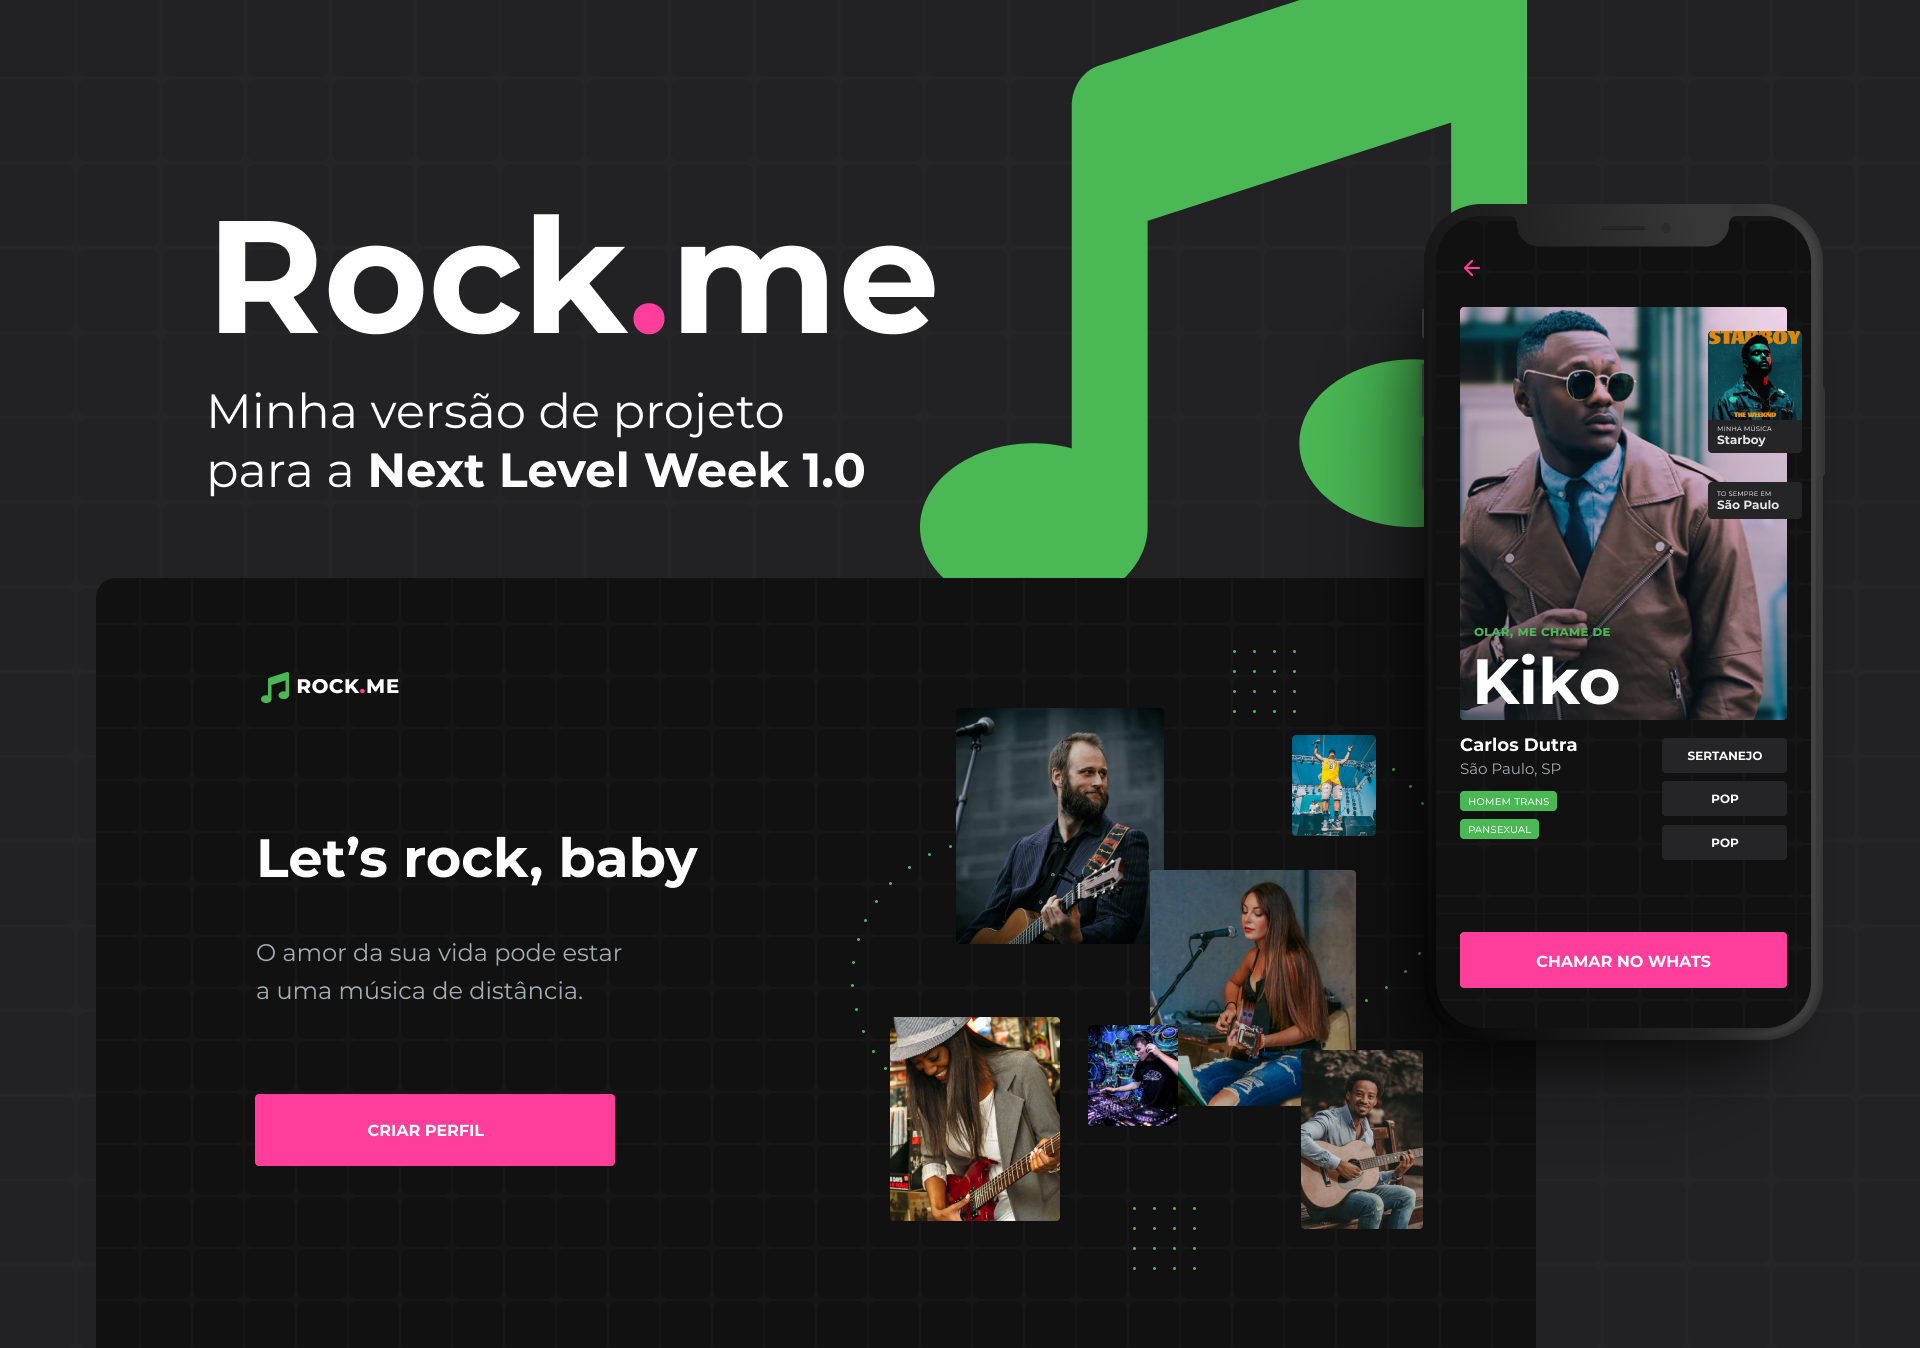 Rock.me
Minha versão de projeto
para a Next Level Week 1.0
ROCK.ME
Let’s rock, baby
O amor da sua vida pode estar
a uma música de distância.
CRIAR PERFIL
STARBOY
THE WEEKND
MINHA MÚSICA
Starboy
TO SEMPRE EM
São Paulo
OLAR, ME CHAME DE
Kiko
Carlos Dutra
São Paulo, SP
HOMEM TRANS
PANSEXUAL
SERTANEJO
POP
POP
CHAMAR NO WHATS